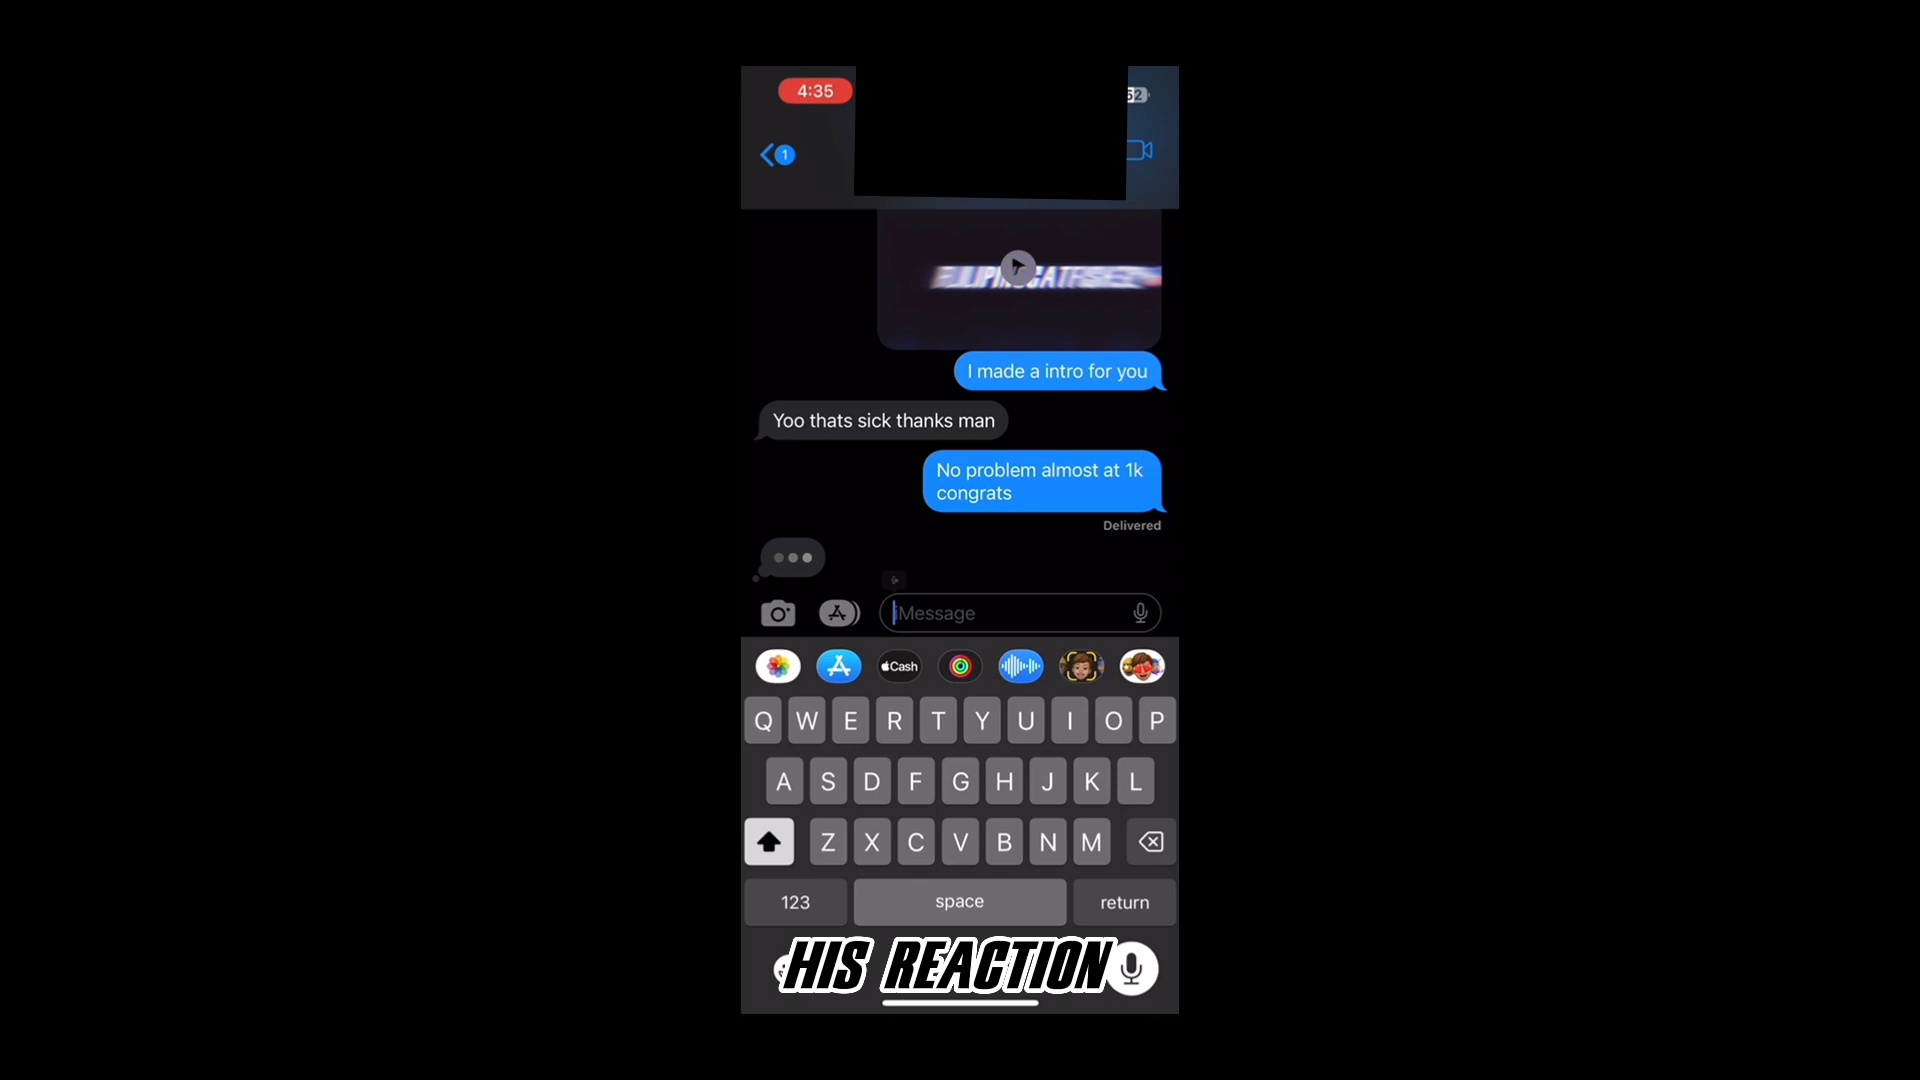 4:35
52
1
I made a intro for you
Yoo thats sick thanks man
No problem almost at 1k
congrats
Delivered
iMessage
Cash
Q W E R T Y U I O P
A S D F G H J K L
Z X C V B N M
123 space return
HIS REACTION